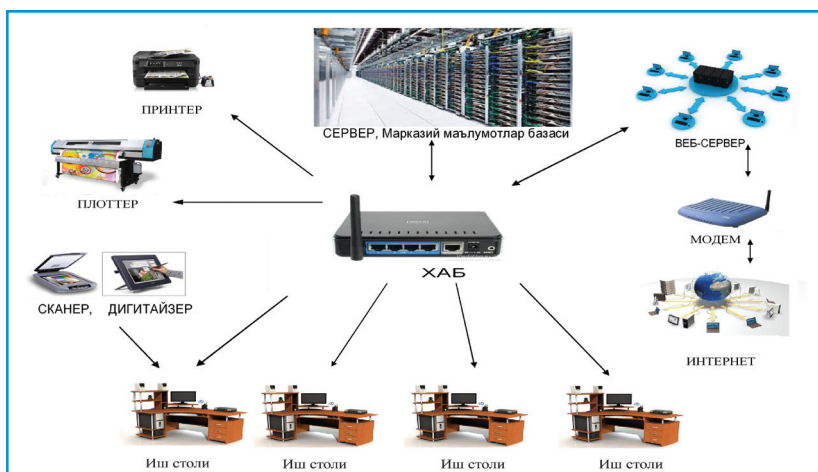 ПРИНТЕР
СЕРВЕР, Марказий маълумотлар базаси
ВЕБ-СЕРВЕР
ПЛОТТЕР
МОДЕМ
ХАБ
СКАНЕР, ДИГИТАЙЗЕР
ИНТЕРНЕТ
Иш столи Иш столи Иш столи Иш столи